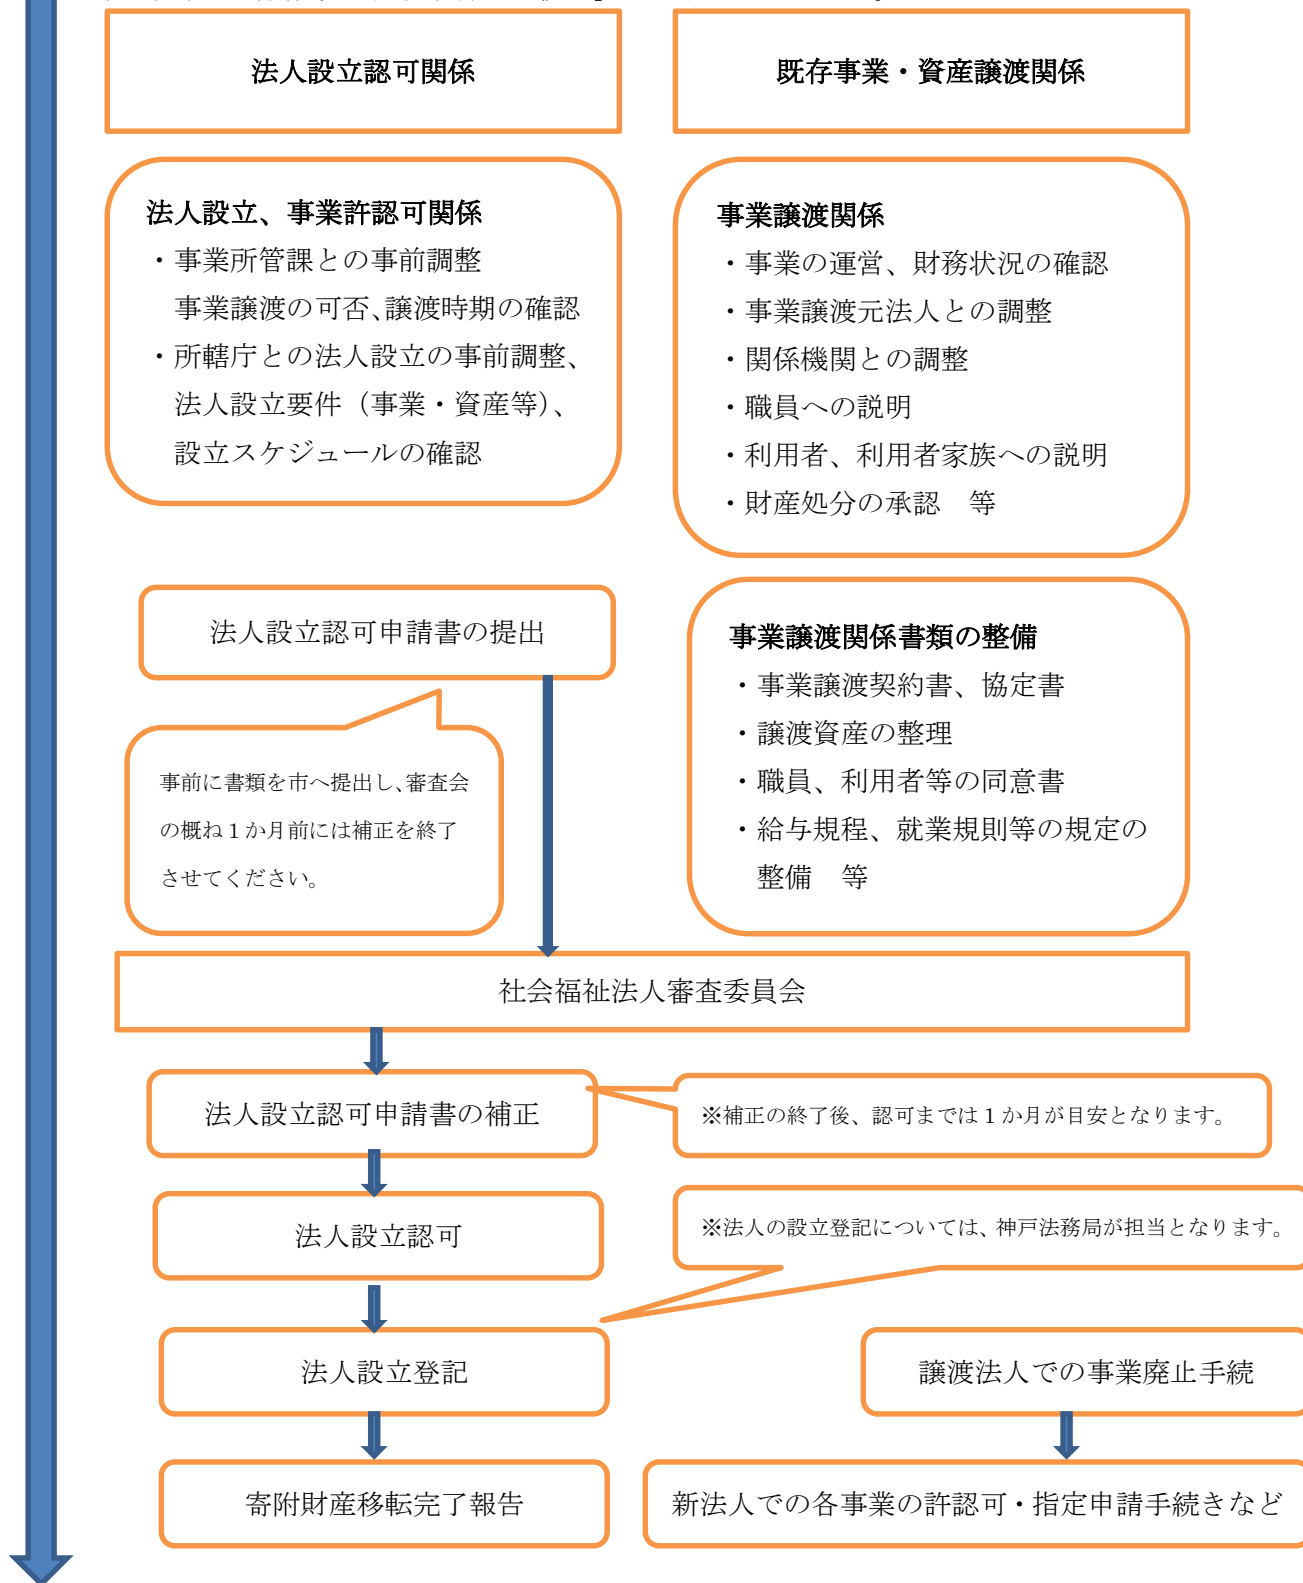 法人設立認可関係
既存事業・資産譲渡関係
法人設立、事業許認可関係
・事業所管課との事前調整
事業譲渡の可否、譲渡時期の確認
・所轄庁との法人設立の事前調整、
法人設立要件（事業・資産等）、
設立スケジュールの確認
事業譲渡関係
・事業の運営、財務状況の確認
・事業譲渡元法人との調整
・関係機関との調整
・職員への説明
・利用者、利用者家族への説明
・財産処分の承認　等
法人設立認可申請書の提出
事前に書類を市へ提出し、審査会
の概ね１か月前には補正を終了
させてください。
事業譲渡関係書類の整備
・事業譲渡契約書、協定書
・譲渡資産の整理
・職員、利用者等の同意書
・給与規程、就業規則等の規定の
整備　等
社会福祉法人審査委員会
法人設立認可申請書の補正
※補正の終了後、認可までは１か月が目安となります。
法人設立認可
※法人の設立登記については、神戸法務局が担当となります。
法人設立登記
譲渡法人での事業廃止手続
寄附財産移転完了報告
新法人での各事業の許認可・指定申請手続きなど